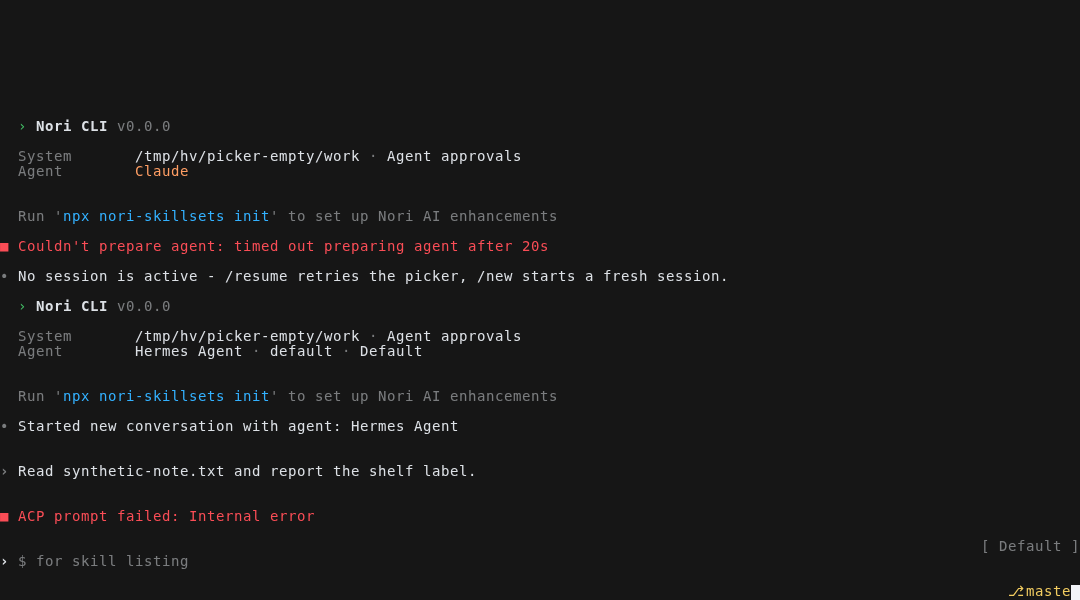 › Nori CLI v0.0.0
System /tmp/hv/picker-empty/work · Agent approvals
Agent Claude
Run 'npx nori-skillsets init' to set up Nori AI enhancements
■ Couldn't prepare agent: timed out preparing agent after 20s
• No session is active - /resume retries the picker, /new starts a fresh session.
› Nori CLI v0.0.0
System /tmp/hv/picker-empty/work · Agent approvals
Agent Hermes Agent · default · Default
Run 'npx nori-skillsets init' to set up Nori AI enhancements
• Started new conversation with agent: Hermes Agent
› Read synthetic-note.txt and report the shelf label.
■ ACP prompt failed: Internal error
[ Default ]
› $ for skill listing
⎇maste